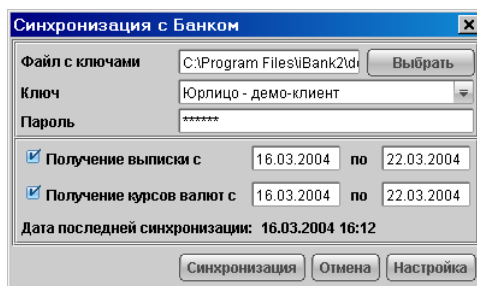 Синхронизация с Банком
Файл с ключами C:\Program Files\iBank2\d Выбрать
Ключ Юрлицо - демо-клиент
Пароль ******
Получение выписки с 16.03.2004 по 22.03.2004
Получение курсов валют с 16.03.2004 по 22.03.2004
Дата последней синхронизации: 16.03.2004 16:12
Синхронизация Отмена Настройка